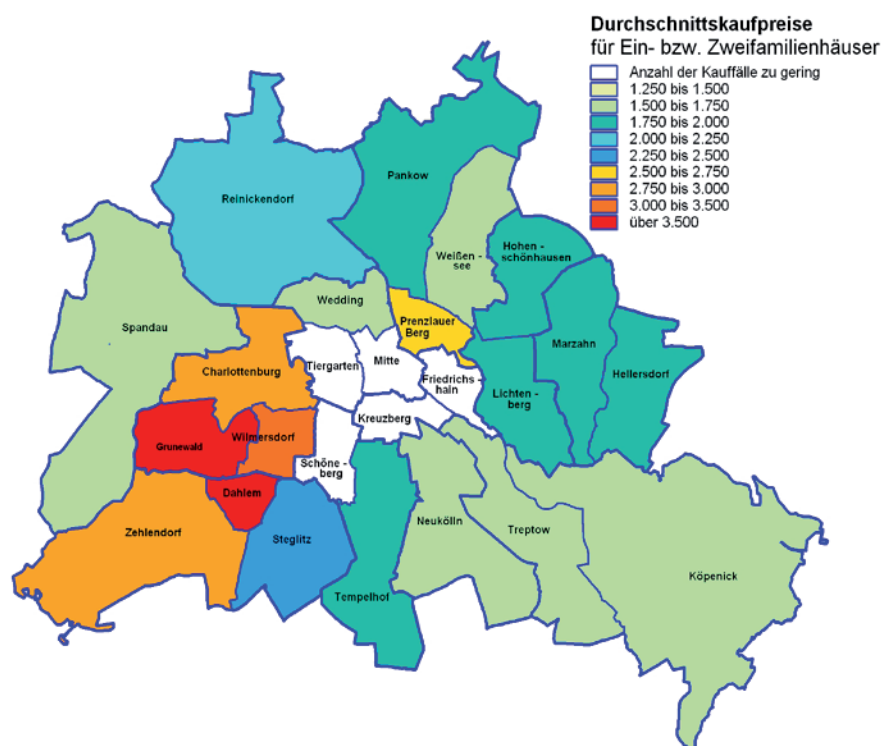 Durchschnittskaufpreise
für Ein- bzw. Zweifamilienhäuser
Anzahl der Kauffälle zu gering
1.250 bis 1.500
1.500 bis 1.750
1.750 bis 2.000
2.000 bis 2.250
2.250 bis 2.500
2.500 bis 2.750
2.750 bis 3.000
3.000 bis 3.500
über 3.500
Pankow
Reinickendorf
Weißen -
see
Hohen -
schönhausen
Wedding
Prenzlauer
Berg
Spandau
Marzahn
Mitte
Tiergarten
Charlottenburg
Friedrichs -
hain
Hellersdorf
Lichten -
berg
Kreuzberg
Wilmersdorf
Grunewald
Schöne -
berg
Dahlem
Neukölln
Treptow
Zehlendorf
Steglitz
Köpenick
Tempelhof